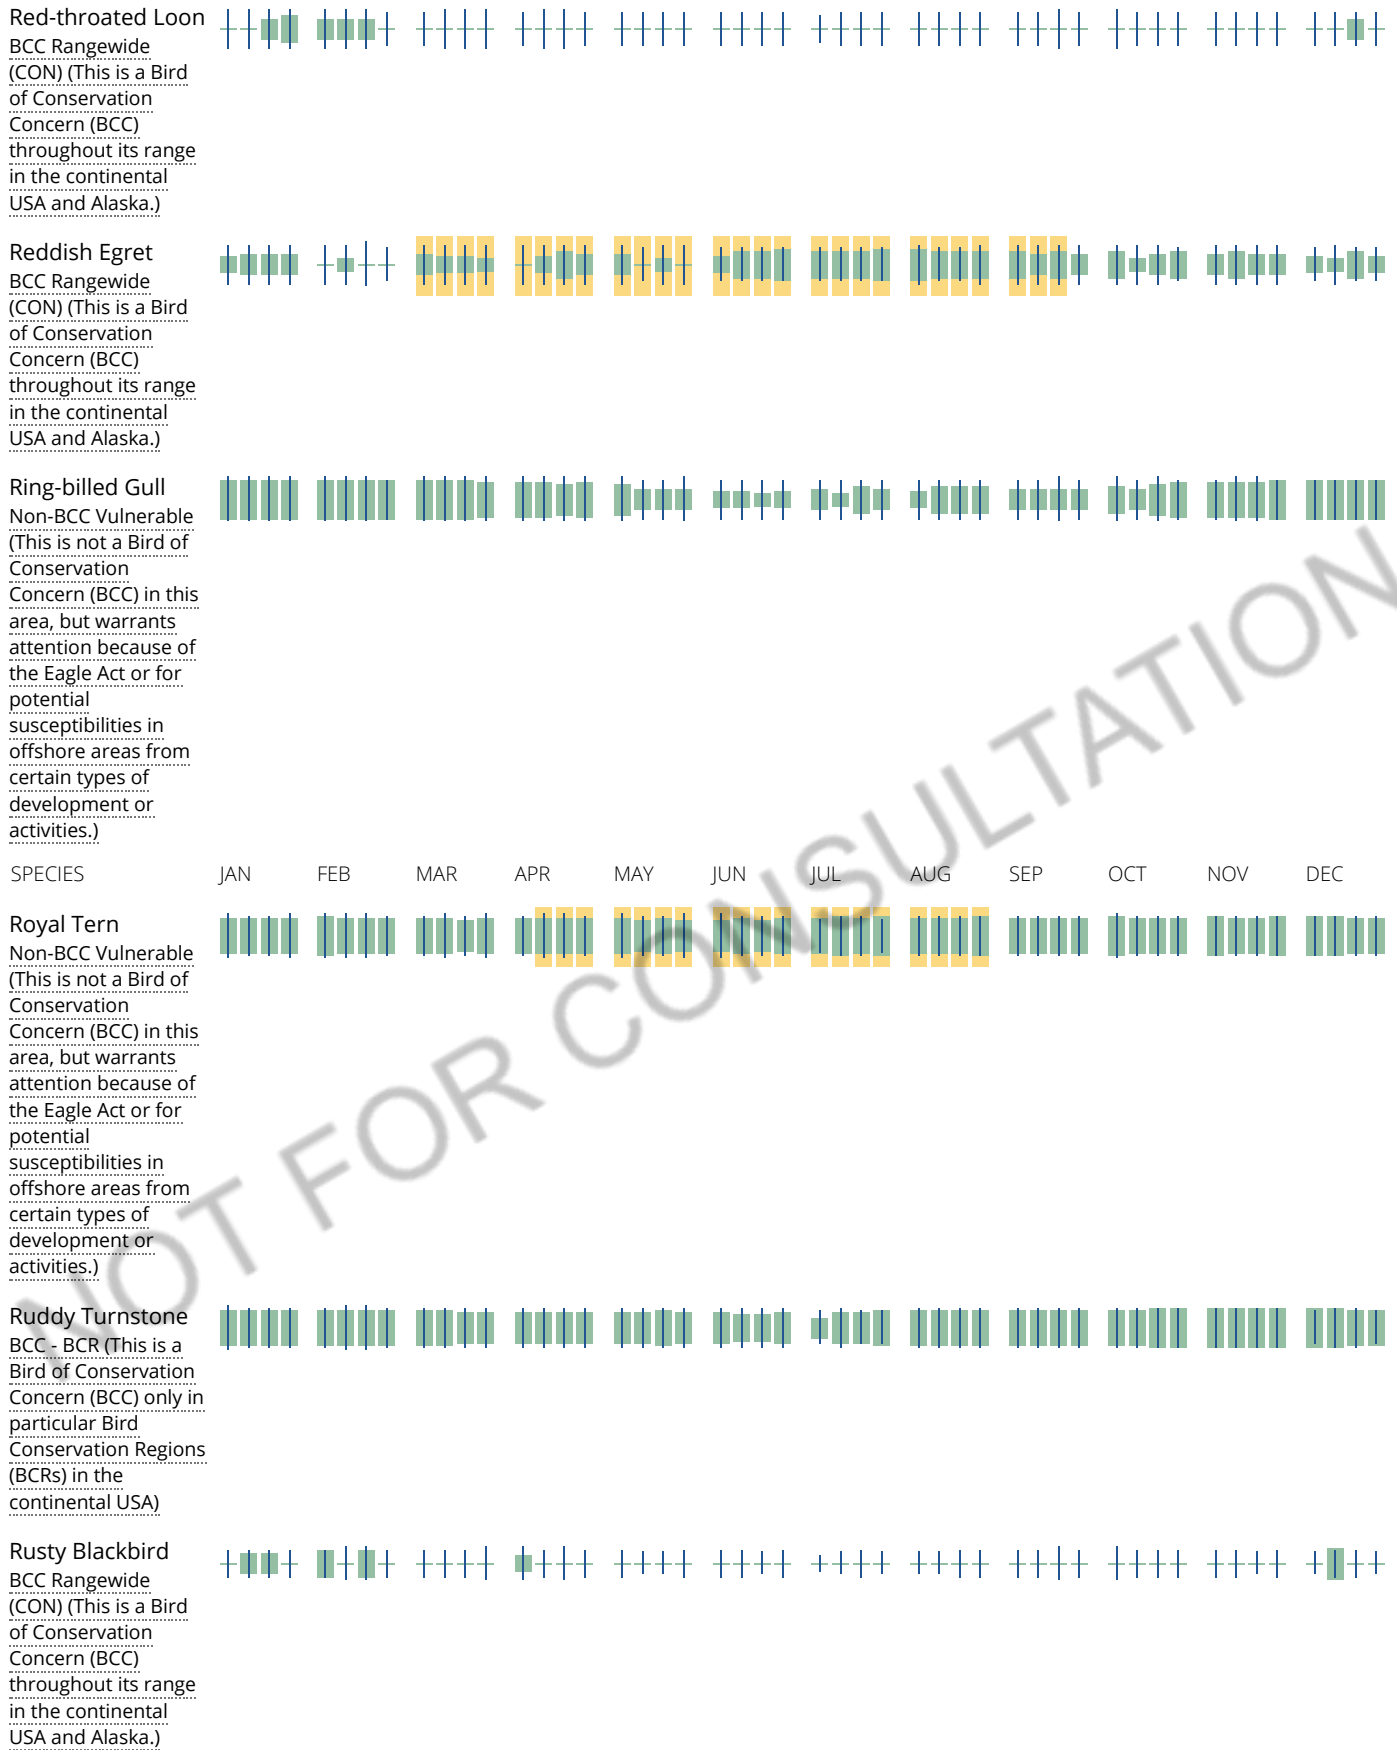 Red-throated Loon
BCC Rangewide
(CON) (This is a Bird
of Conservation
Concern (BCC)
throughout its range
in the continental
USA and Alaska.)
Reddish Egret
BCC Rangewide
(CON) (This is a Bird
of Conservation
Concern (BCC)
throughout its range
in the continental
USA and Alaska.)
Ring-billed Gull
Non-BCC Vulnerable
(This is not a Bird of
Conservation
Concern (BCC) in this
area, but warrants
attention because of
the Eagle Act or for
potential
susceptibilities in
offshore areas from
certain types of
development or
activities.)
SPECIES JAN FEB MAR APR MAY JUN JUL AUG SEP OCT NOV DEC
Royal Tern
Non-BCC Vulnerable
(This is not a Bird of
Conservation
Concern (BCC) in this
area, but warrants
attention because of
the Eagle Act or for
potential
susceptibilities in
offshore areas from
certain types of
development or
activities.)
Ruddy Turnstone
BCC - BCR (This is a
Bird of Conservation
Concern (BCC) only in
particular Bird
Conservation Regions
(BCRs) in the
continental USA)
Rusty Blackbird
BCC Rangewide
(CON) (This is a Bird
of Conservation
Concern (BCC)
throughout its range
in the continental
USA and Alaska.)
NOT FOR CONSULTATION